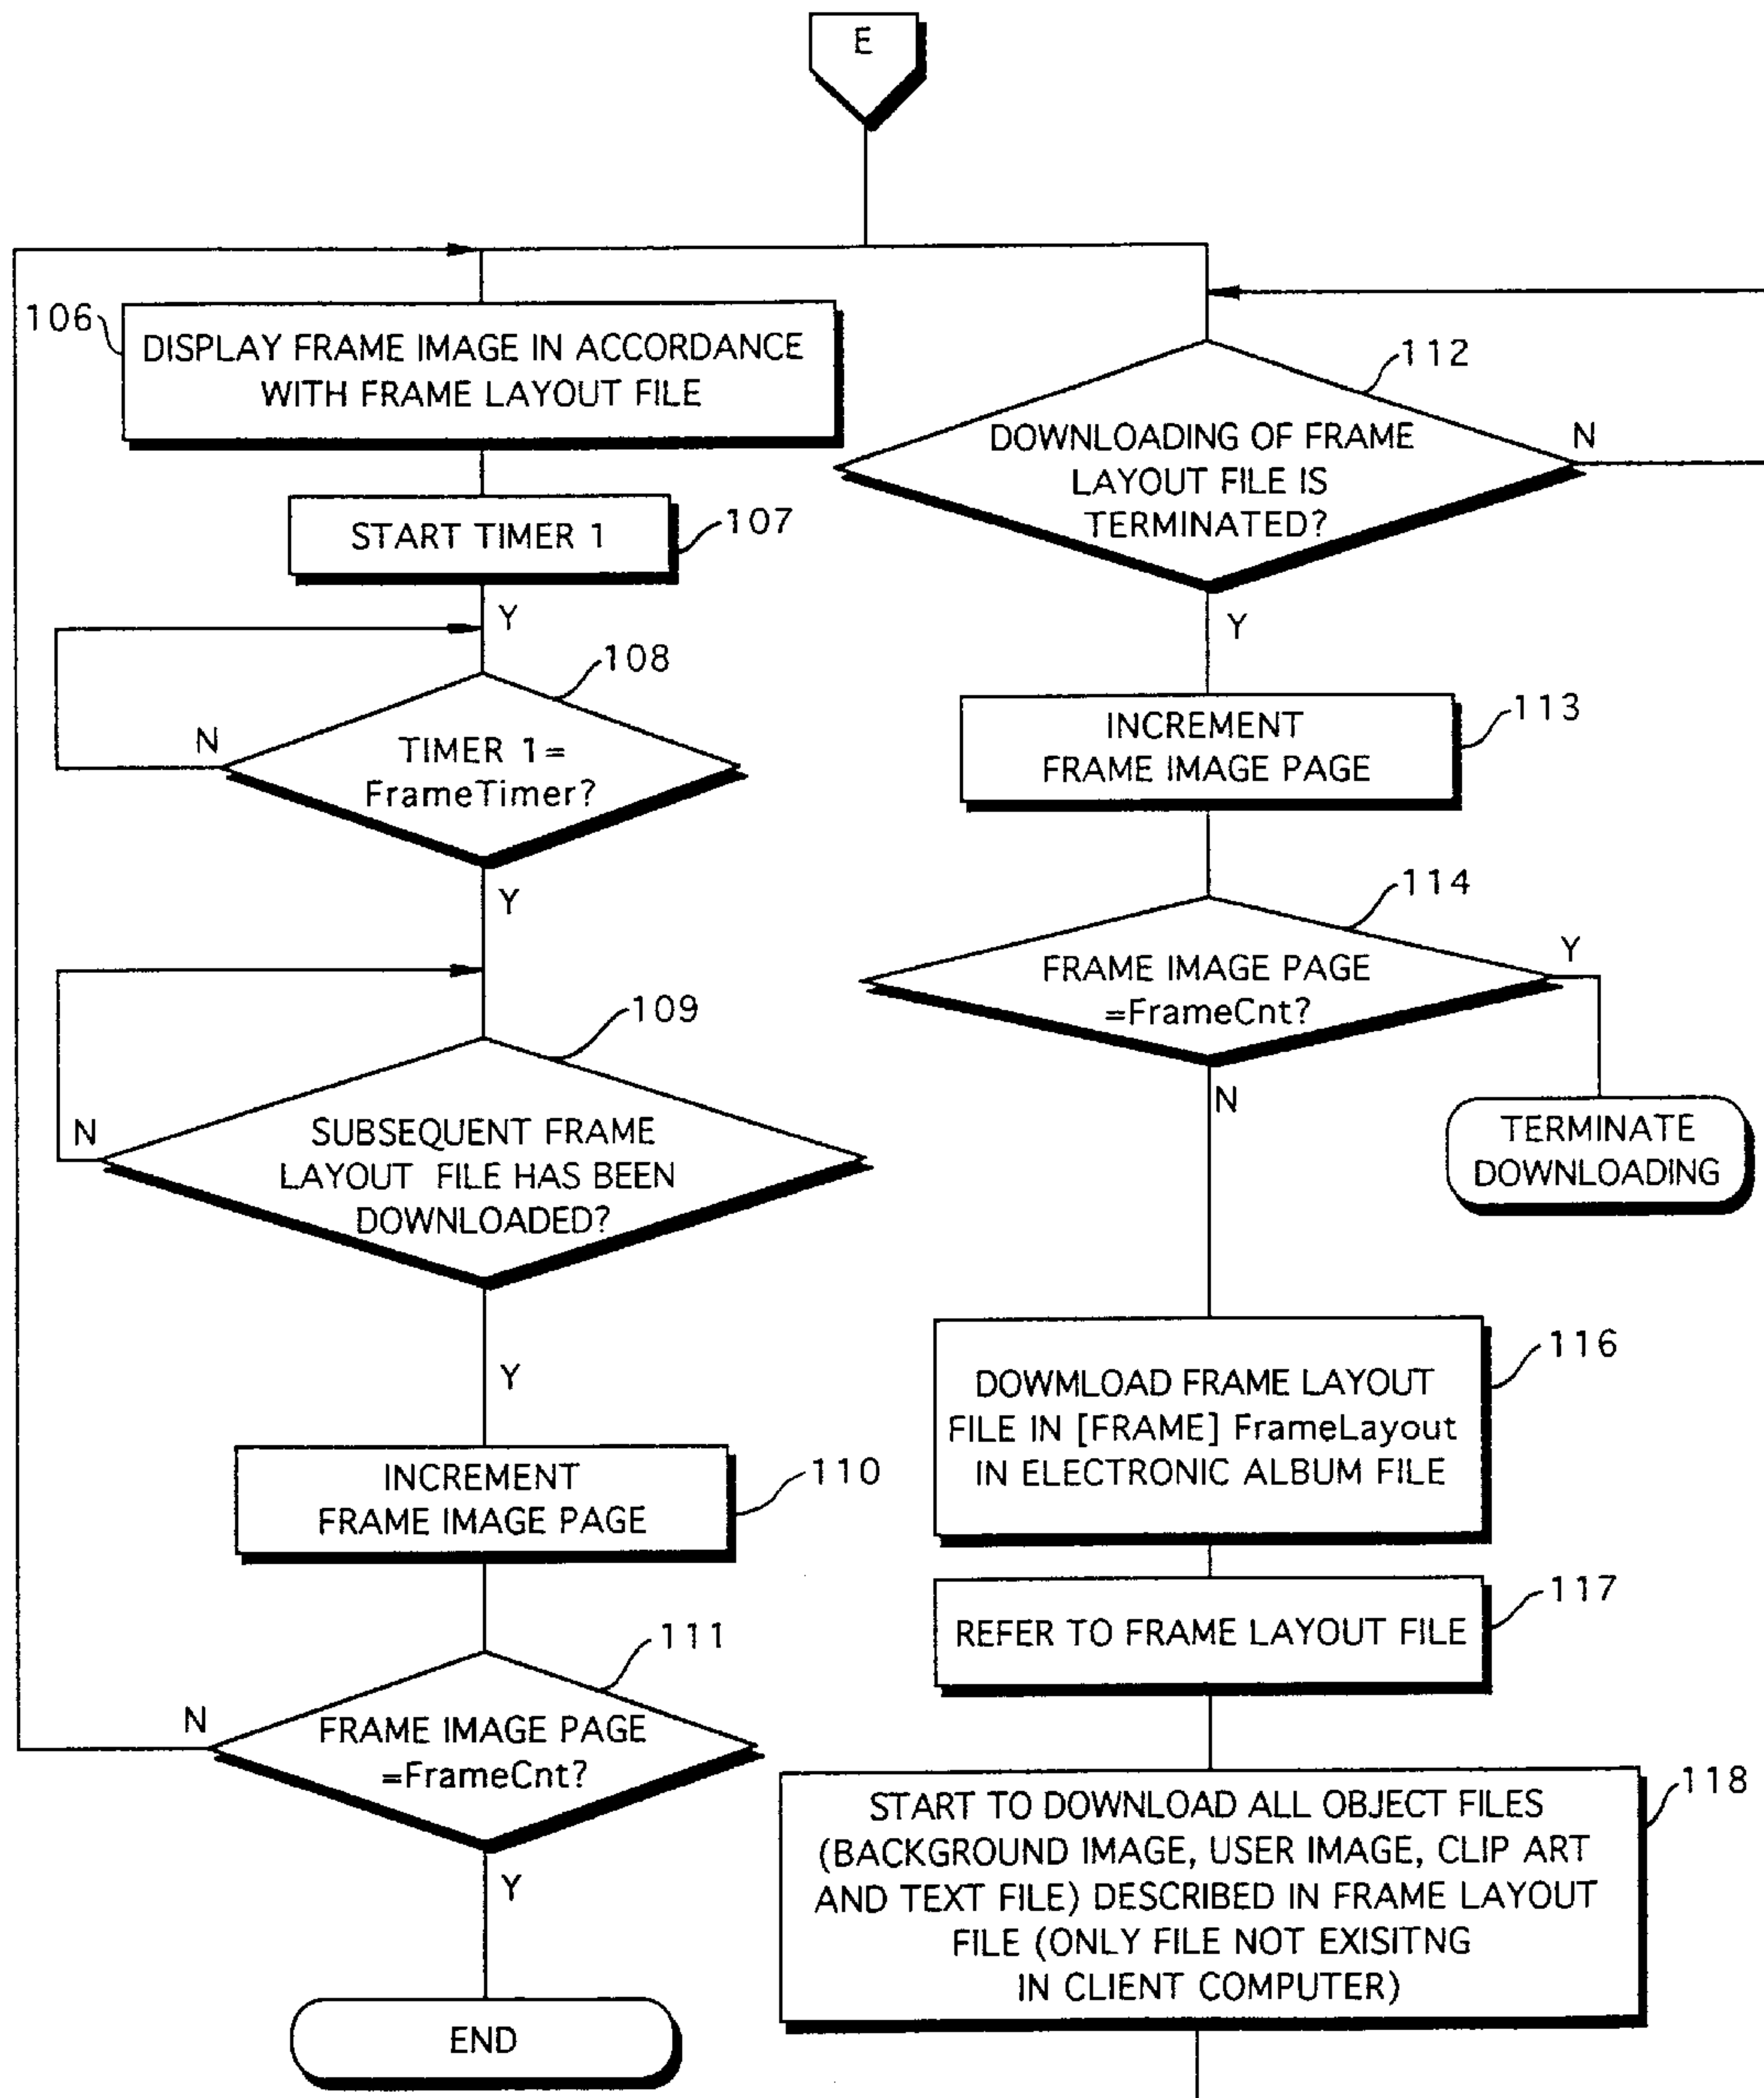 E
106
DISPLAY FRAME IMAGE IN ACCORDANCE
WITH FRAME LAYOUT FILE
START TIMER 1
107
Y
108
N
TIMER 1=
FrameTimer?
Y
109
N
SUBSEQUENT FRAME
LAYOUT FILE HAS BEEN
DOWNLOADED?
Y
INCREMENT
FRAME IMAGE PAGE
110
111
N
FRAME IMAGE PAGE
=FrameCnt?
Y
END
112
DOWNLOADING OF FRAME
LAYOUT FILE IS
TERMINATED?
N
Y
INCREMENT
FRAME IMAGE PAGE
113
114
FRAME IMAGE PAGE
=FrameCnt?
Y
N
TERMINATE
DOWNLOADING
116
DOWMLOAD FRAME LAYOUT
FILE IN [FRAME] FrameLayout
IN ELECTRONIC ALBUM FILE
117
REFER TO FRAME LAYOUT FILE
118
START TO DOWNLOAD ALL OBJECT FILES
(BACKGROUND IMAGE, USER IMAGE, CLIP ART
AND TEXT FILE) DESCRIBED IN FRAME LAYOUT
FILE (ONLY FILE NOT EXISITNG
IN CLIENT COMPUTER)